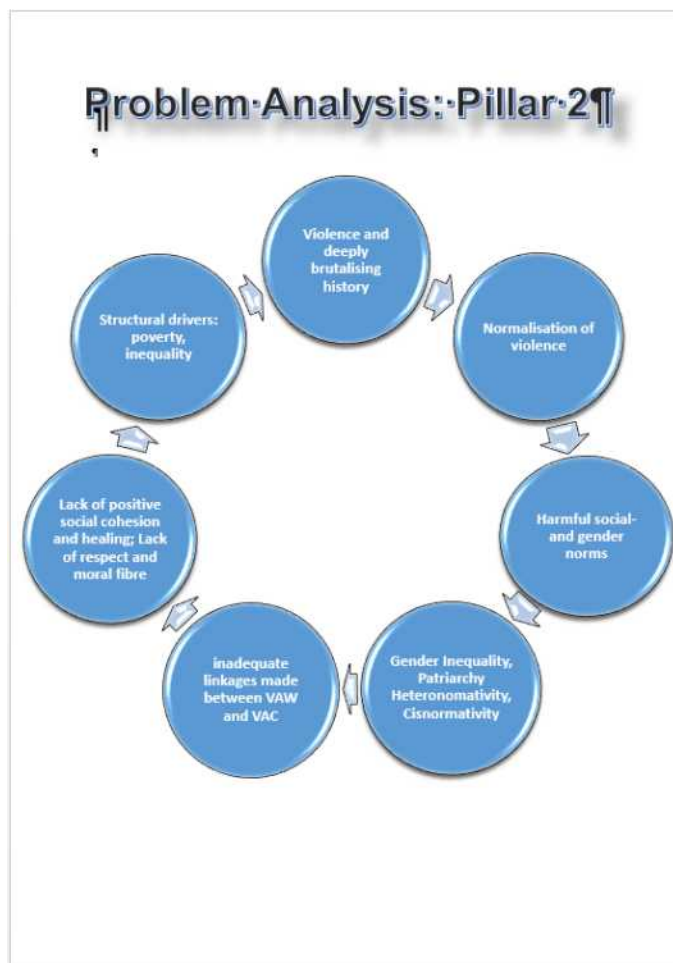 Problem·Analysis:·Pillar·2¶
¶
¶
Violence and
deeply
brutalising
history
Normalisation of
violence
Harmful social-
and gender
norms
Gender Inequality,
Patriarchy
Heteronomativity,
Cisnormativity
inadequate
linkages made
between VAW
and VAC
Lack of positive
social cohesion
and healing; Lack
of respect and
moral fibre
Structural drivers:
poverty,
inequality